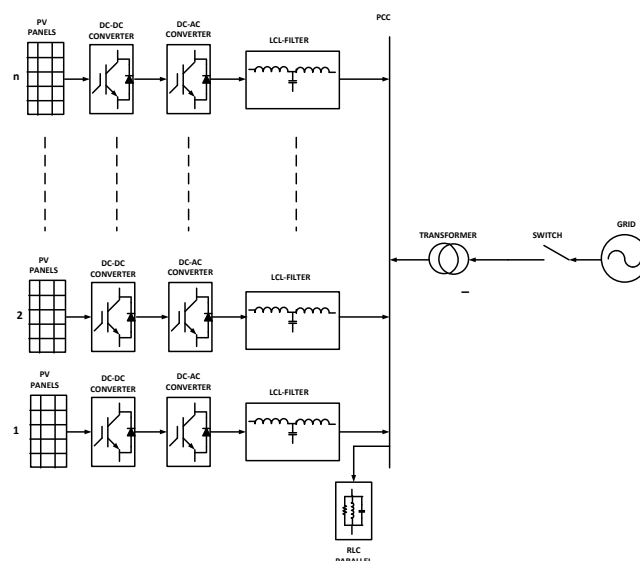 PV
PANELS
DC-DC
CONVERTER
DC-AC
CONVERTER
LCL-FILTER
PCC
n
TRANSFORMER
SWITCH
GRID
PV
PANELS
DC-DC
CONVERTER
DC-AC
CONVERTER
LCL-FILTER
2
PV
PANELS
DC-DC
CONVERTER
DC-AC
CONVERTER
LCL-FILTER
1
RLC
PARALLEL